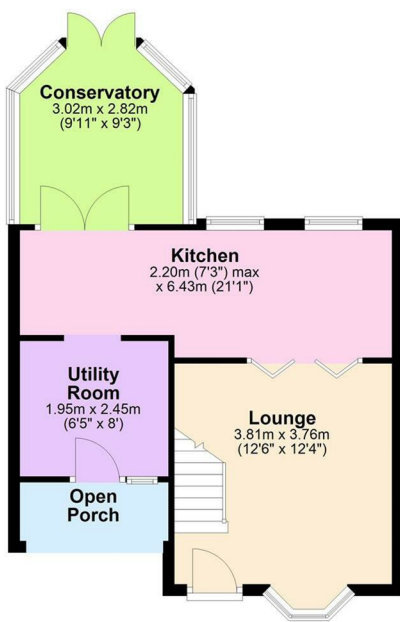 Conservatory
3.02m x 2.82m
(9'11" x 9'3")
Kitchen
2.20m (7'3") max
x 6.43m (21'1")
Utility
Room
1.95m x 2.45m
(6'5" x 8')
Lounge
3.81m x 3.76m
(12'6" x 12'4")
Open
Porch